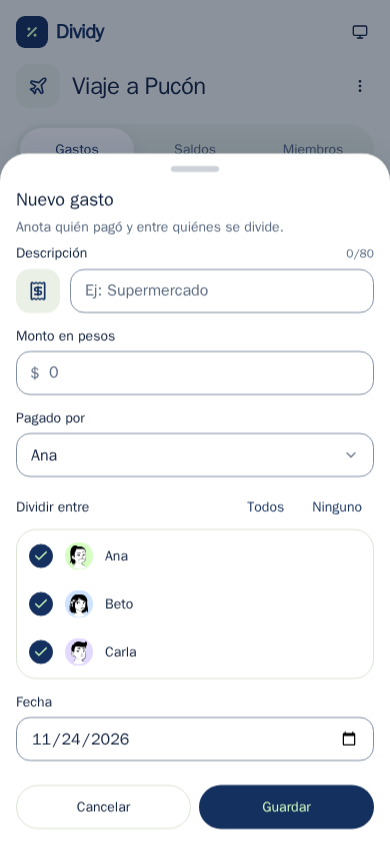 Dividy
Viaje a Pucón
Gastos Saldos Miembros
Nuevo gasto
Anota quién pagó y entre quiénes se divide.
Descripción 0/80
Ej: Supermercado
Monto en pesos
$ 0
Pagado por
Ana
Dividir entre Todos Ninguno
Ana
Beto
Carla
Fecha
11/24/2026
Cancelar Guardar